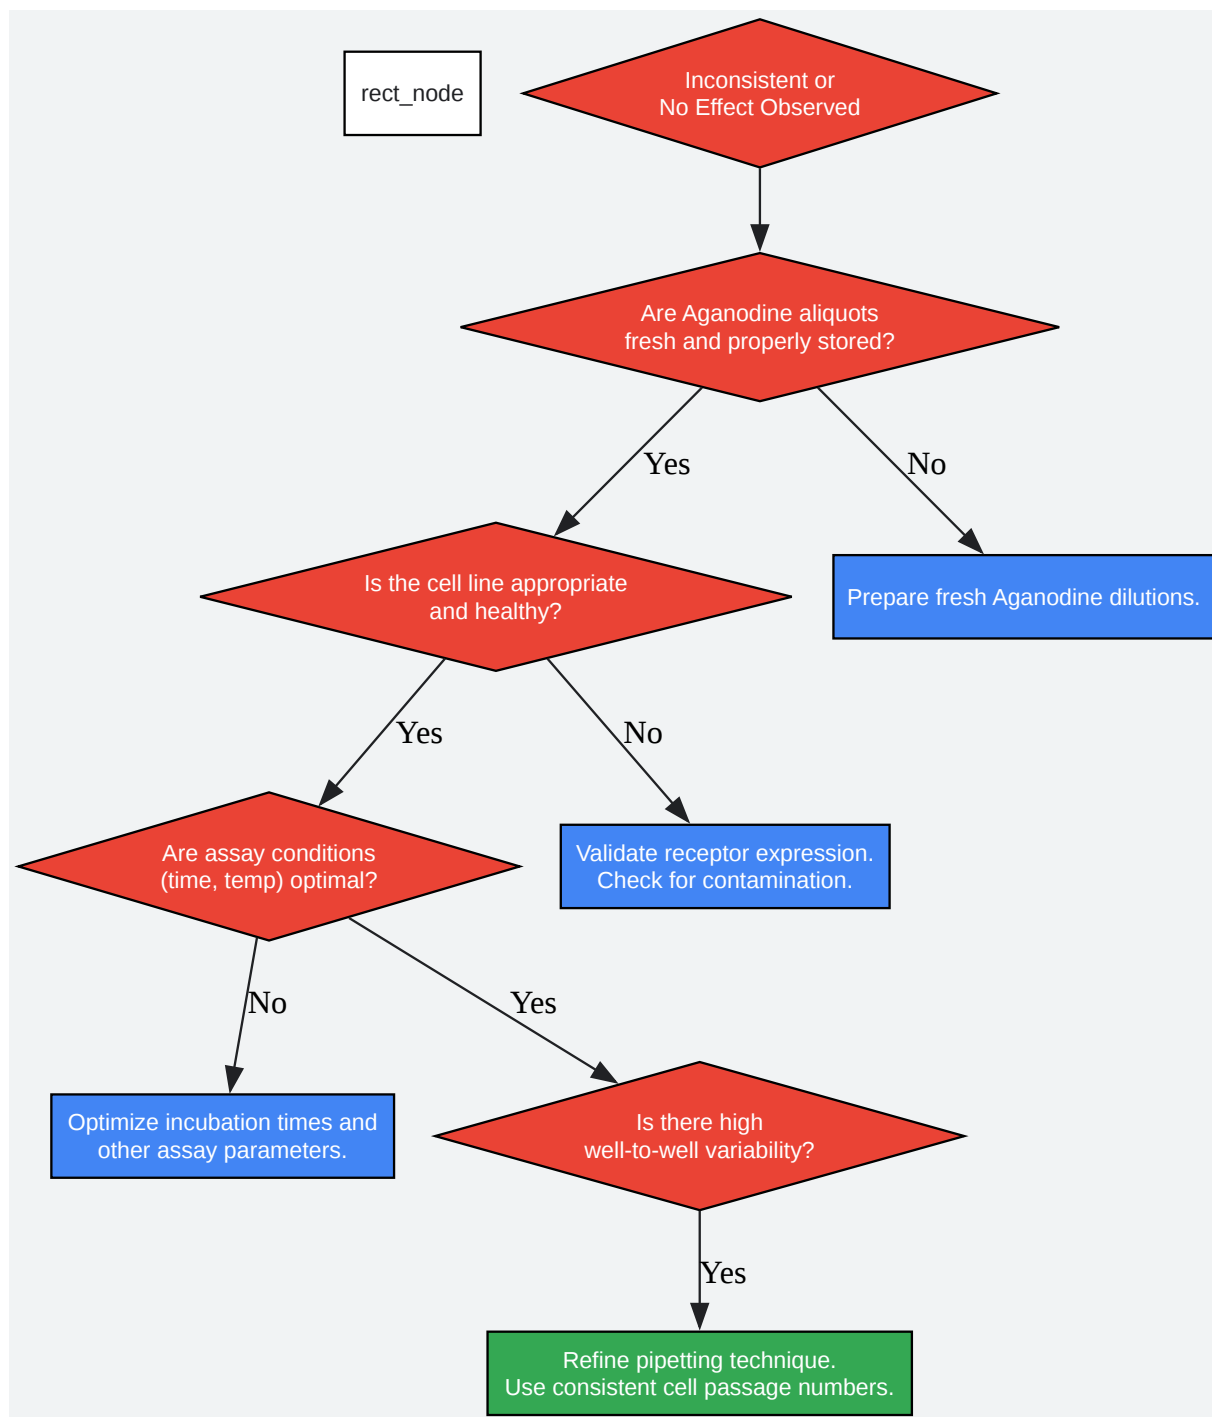 rect_node
Inconsistent or
No Effect Observed
Are Aganodine aliquots
fresh and properly stored?
Yes
No
Is the cell line appropriate
and healthy?
Prepare fresh Aganodine dilutions.
Yes
No
Are assay conditions
(time, temp) optimal?
Validate receptor expression.
Check for contamination.
No
Yes
Optimize incubation times and
other assay parameters.
Is there high
well-to-well variability?
Yes
Refine pipetting technique.
Use consistent cell passage numbers.